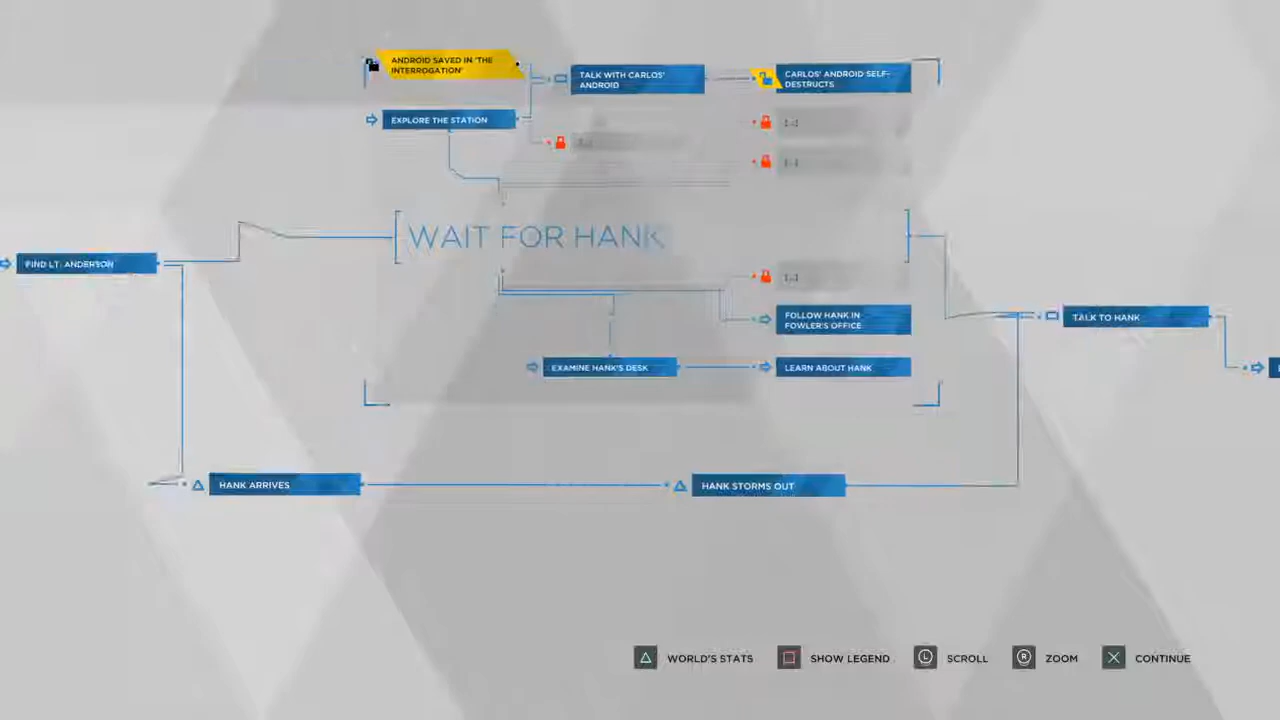 ANDROID SAVED IN 'THE
INTERROGATION'
TALK WITH CARLOS'
ANDROID
CARLOS' ANDROID SELF-
DESTRUCTS
EXPLORE THE STATION
[...]
[...]
[...]
WAIT FOR HANK
FIND LT. ANDERSON
[...]
FOLLOW HANK IN
FOWLER'S OFFICE
TALK TO HANK
EXAMINE HANK'S DESK
LEARN ABOUT HANK
HANK ARRIVES
HANK STORMS OUT
WORLD'S STATS
SHOW LEGEND
L
SCROLL
R
ZOOM
CONTINUE